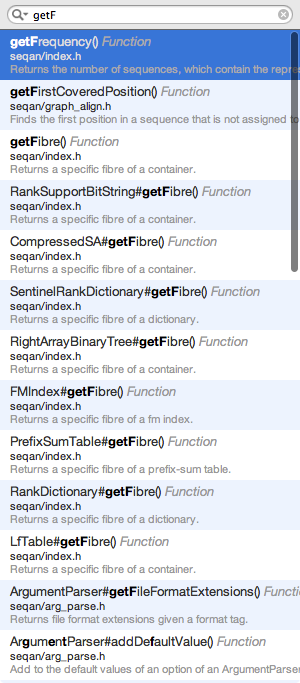 getF
getFrequency() Function
seqan/index.h
Returns the number of sequences, which contain the
getFirstCoveredPosition() Function
seqan/graph_align.h
Finds the first position in a sequence that is not assigned to
getFibre() Function
seqan/index.h
Returns a specific fibre of a container.
RankSupportBitString#getFibre() Function
seqan/index.h
Returns a specific fibre of a container.
CompressedSA#getFibre() Function
seqan/index.h
Returns a specific fibre of a container.
SentinelRankDictionary#getFibre() Function
seqan/index.h
Returns a specific fibre of a dictionary.
RightArrayBinaryTree#getFibre() Function
seqan/index.h
Returns a specific fibre of a container.
FMIndex#getFibre() Function
seqan/index.h
Returns a specific fibre of a fm index.
PrefixSumTable#getFibre() Function
seqan/index.h
Returns a specific fibre of a prefix-sum table.
RankDictionary#getFibre() Function
seqan/index.h
Returns a specific fibre of a dictionary.
LfTable#getFibre() Function
seqan/index.h
Returns a specific fibre of a container.
ArgumentParser#getFileFormatExtensions() Function
seqan/arg_parse.h
Returns file format extensions given a format tag.
ArgumentParser#addDefaultValue() Function
seqan/arg_parse.h
Add to the default values of an option of an ArgumentParser